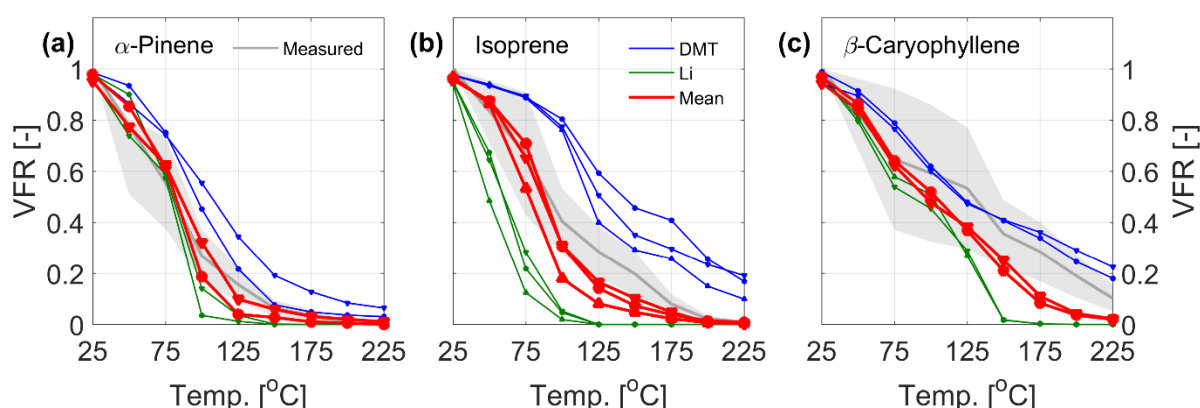 (a) α-Pinene Measured
(b) Isoprene DMT
Li
Mean
(c) β-Caryophyllene
VFR [-]
1
0.8
0.6
0.4
0.2
0
25 75 125 175 225
Temp. [°C]
25 75 125 175 225
Temp. [°C]
25 75 125 175 225
Temp. [°C]
1
0.8
0.6
0.4
0.2
0
VFR [-]